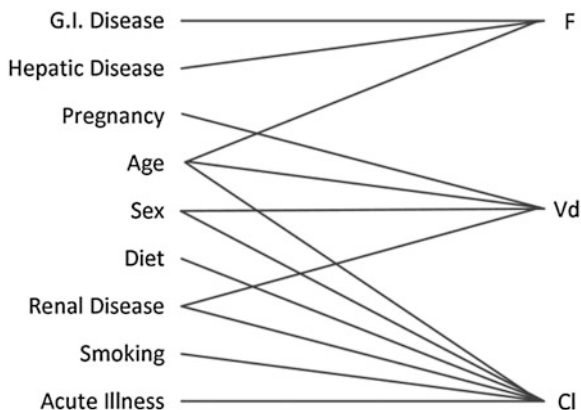 G.I. Disease
Hepatic Disease
Pregnancy
Age
Sex
Diet
Renal Disease
Smoking
Acute Illness
F
Vd
Cl